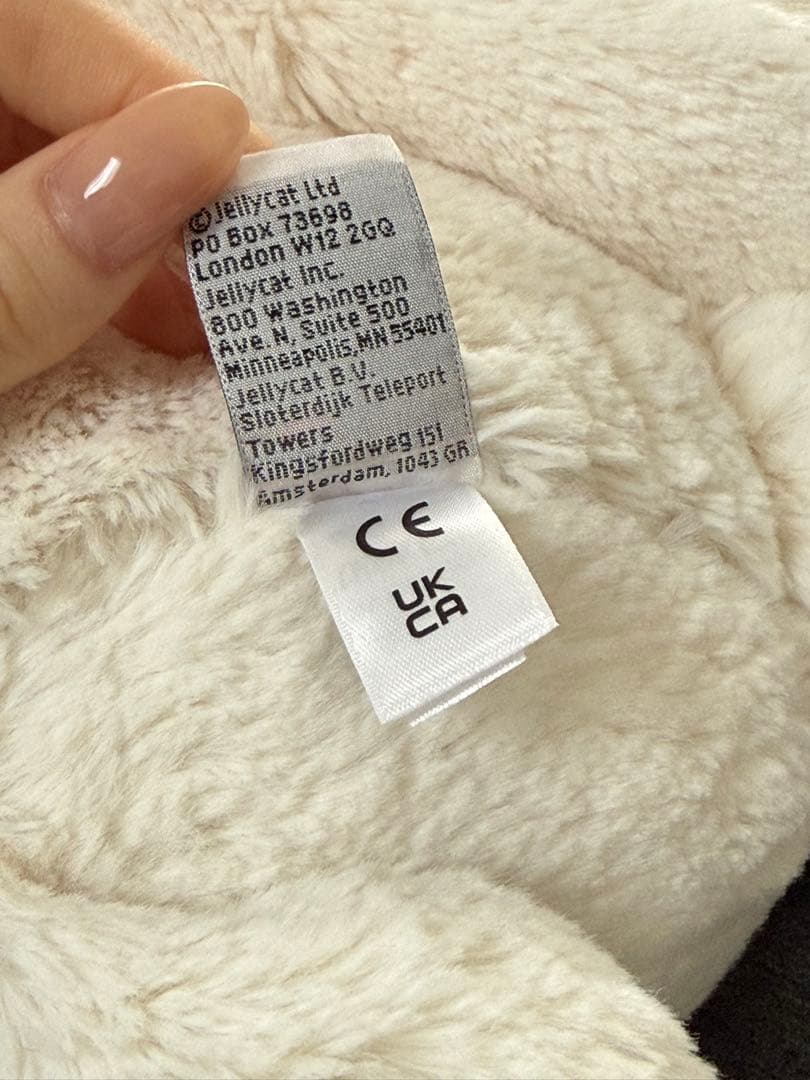 ©Jellycat Ltd
PO Box 73698
London W12 2GQ
Jellycat Inc.
800 Washington
Ave. N, Suite 500
Minneapolis,MN 55401
Jellycat B.V.
Sloterdijk Teleport
Towers
Kingsfordweg 151
Amsterdam, 1043 GR
CE
UK
CA